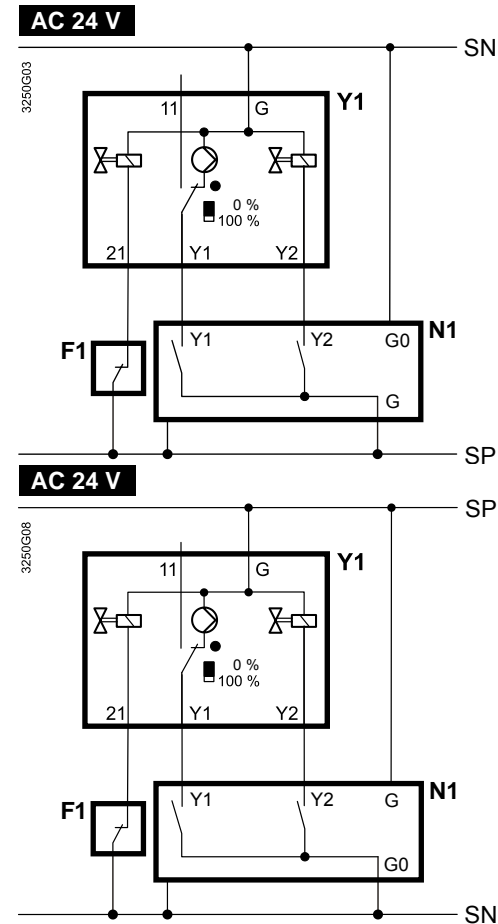 AC 24 V
SN
3250G03
11 G Y1
0 %
100 %
21 Y1 Y2
F1 Y1 Y2 G0 N1
G
SP
AC 24 V
SP
3250G08
11 G Y1
0 %
100 %
21 Y1 Y2
F1 Y1 Y2 G N1
G0
SN